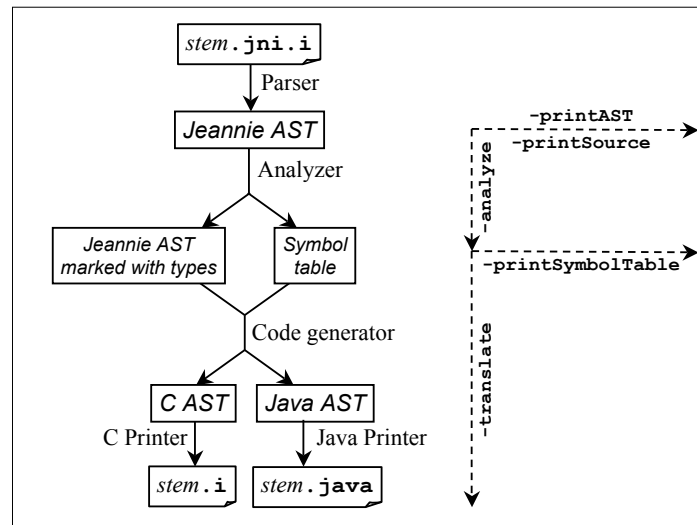 stem.jni.i
Parser
Jeannie AST
Analyzer
Jeannie AST
marked with types
Symbol
table
Code generator
C AST
Java AST
C Printer
Java Printer
stem.i
stem.java
-printAST
-printSource
-analyze
-printSymbolTable
-translate